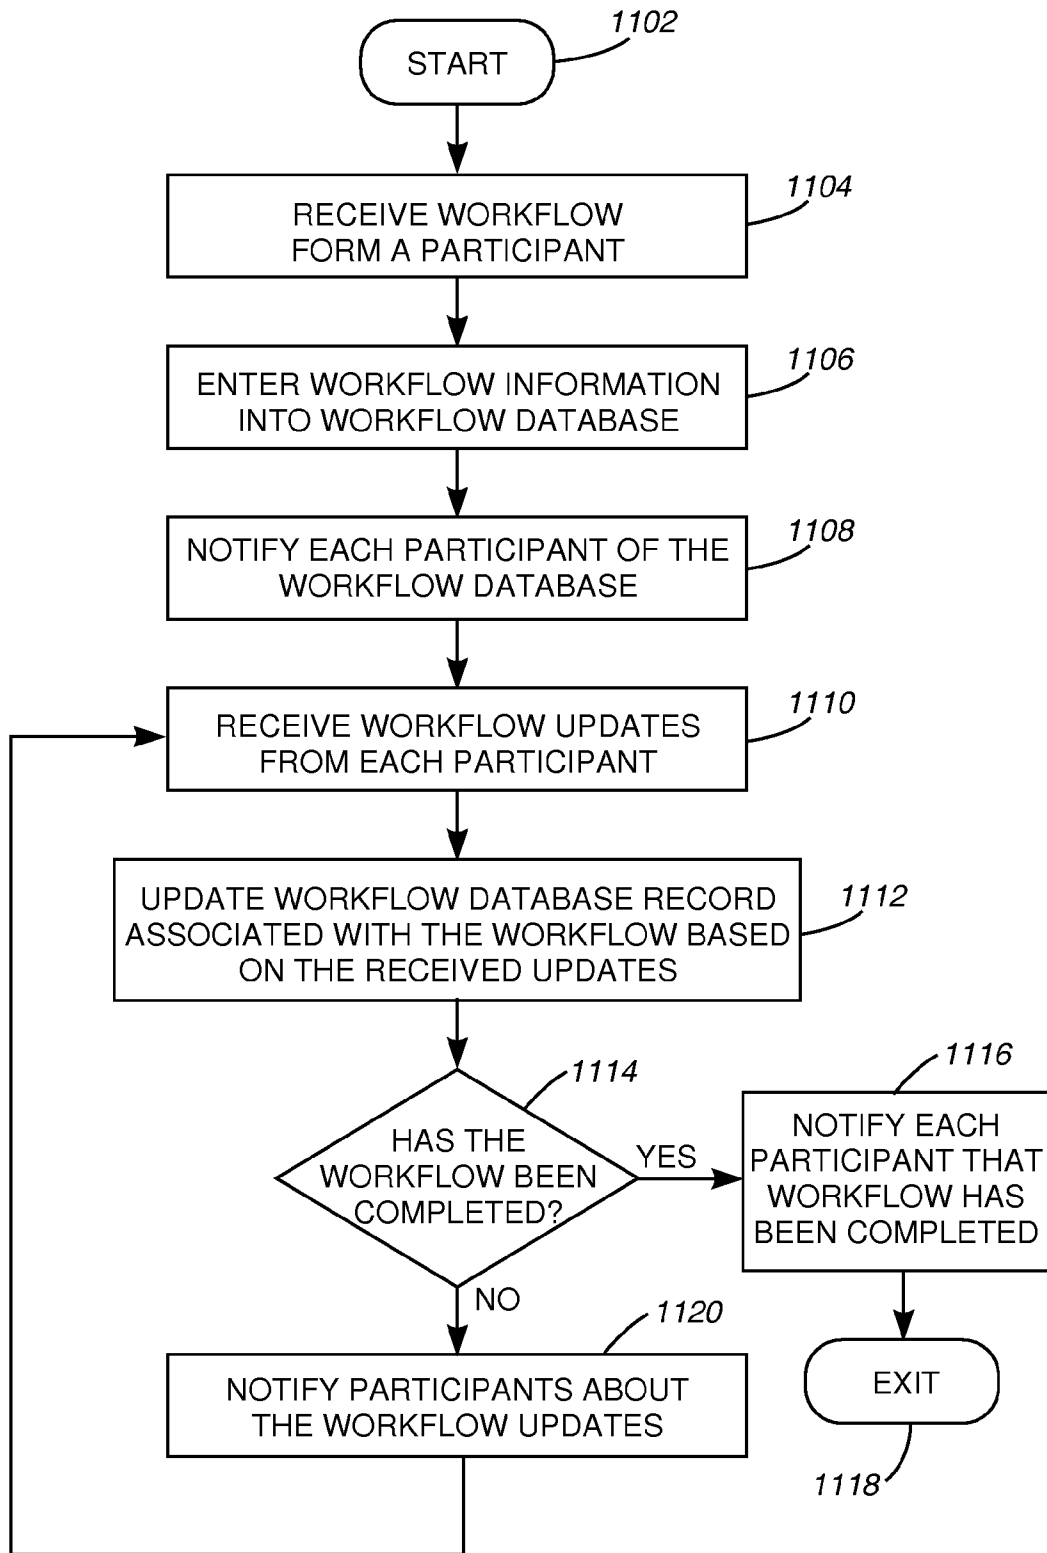 1102
START
1104
RECEIVE WORKFLOW
FORM A PARTICIPANT
1106
ENTER WORKFLOW INFORMATION
INTO WORKFLOW DATABASE
1108
NOTIFY EACH PARTICIPANT OF THE
WORKFLOW DATABASE
1110
RECEIVE WORKFLOW UPDATES
FROM EACH PARTICIPANT
1112
UPDATE WORKFLOW DATABASE RECORD
ASSOCIATED WITH THE WORKFLOW BASED
ON THE RECEIVED UPDATES
1114
HAS THE
WORKFLOW BEEN
COMPLETED?
YES
1116
NOTIFY EACH
PARTICIPANT THAT
WORKFLOW HAS
BEEN COMPLETED
NO
1120
NOTIFY PARTICIPANTS ABOUT
THE WORKFLOW UPDATES
EXIT
1118